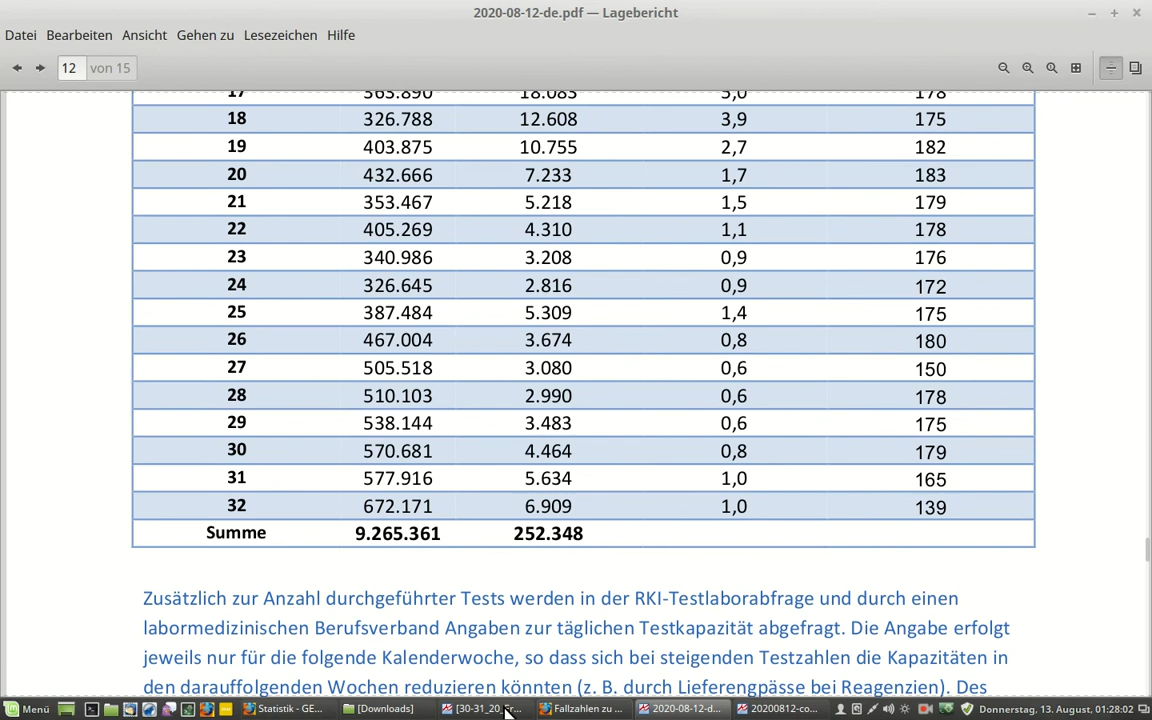 2020-08-12-de.pdf — Lagebericht
Datei Bearbeiten Ansicht Gehen zu Lesezeichen Hilfe
12 von 15
17 363.890 18.083 5,0 178
18 326.788 12.608 3,9 175
19 403.875 10.755 2,7 182
20 432.666 7.233 1,7 183
21 353.467 5.218 1,5 179
22 405.269 4.310 1,1 178
23 340.986 3.208 0,9 176
24 326.645 2.816 0,9 172
25 387.484 5.309 1,4 175
26 467.004 3.674 0,8 180
27 505.518 3.080 0,6 150
28 510.103 2.990 0,6 178
29 538.144 3.483 0,6 175
30 570.681 4.464 0,8 179
31 577.916 5.634 1,0 165
32 672.171 6.909 1,0 139
Summe 9.265.361 252.348
Zusätzlich zur Anzahl durchgeführter Tests werden in der RKI-Testlaborabfrage und durch einen
labormedizinischen Berufsverband Angaben zur täglichen Testkapazität abgefragt. Die Angabe erfolgt
jeweils nur für die folgende Kalenderwoche, so dass sich bei steigenden Testzahlen die Kapazitäten in
den darauffolgenden Wochen reduzieren könnten (z. B. durch Lieferengpässe bei Reagenzien). Des
Menü Statistik - GE... [Downloads] [30-31_20_ Fallzahlen zu ... 2020-08-12-d... 20200812-co... Donnerstag, 13. August, 01:28:02